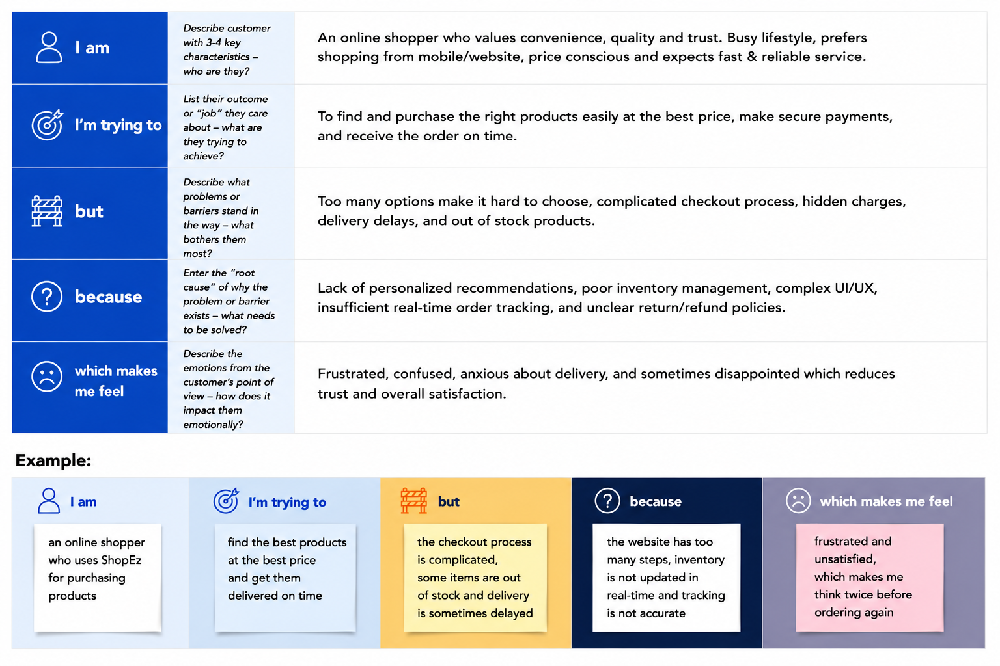 I am
Describe customer
with 3-4 key
characteristics –
who are they?
An online shopper who values convenience, quality and trust. Busy lifestyle, prefers
shopping from mobile/website, price conscious and expects fast & reliable service.
I'm trying to
List their outcome
or "job" they care
about – what are
they trying to
achieve?
To find and purchase the right products easily at the best price, make secure payments,
and receive the order on time.
but
Describe what
problems or
barriers stand in
the way – what
bothers them
most?
Too many options make it hard to choose, complicated checkout process, hidden charges,
delivery delays, and out of stock products.
because
Enter the "root
cause" of why the
problem or barrier
exists – what needs
to be solved?
Lack of personalized recommendations, poor inventory management, complex UI/UX,
insufficient real-time order tracking, and unclear return/refund policies.
which makes
me feel
Describe the
emotions from the
customer's point of
view – how does it
impact them
emotionally?
Frustrated, confused, anxious about delivery, and sometimes disappointed which reduces
trust and overall satisfaction.
Example:
I am
an online shopper
who uses ShopEz
for purchasing
products
I'm trying to
find the best products
at the best price
and get them
delivered on time
but
the checkout process
is complicated,
some items are out
of stock and delivery
is sometimes delayed
because
the website has too
many steps, inventory
is not updated in
real-time and tracking
is not accurate
which makes me feel
frustrated and
unsatisfied,
which makes me
think twice before
ordering again